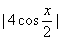 | 4 cos x/2 |